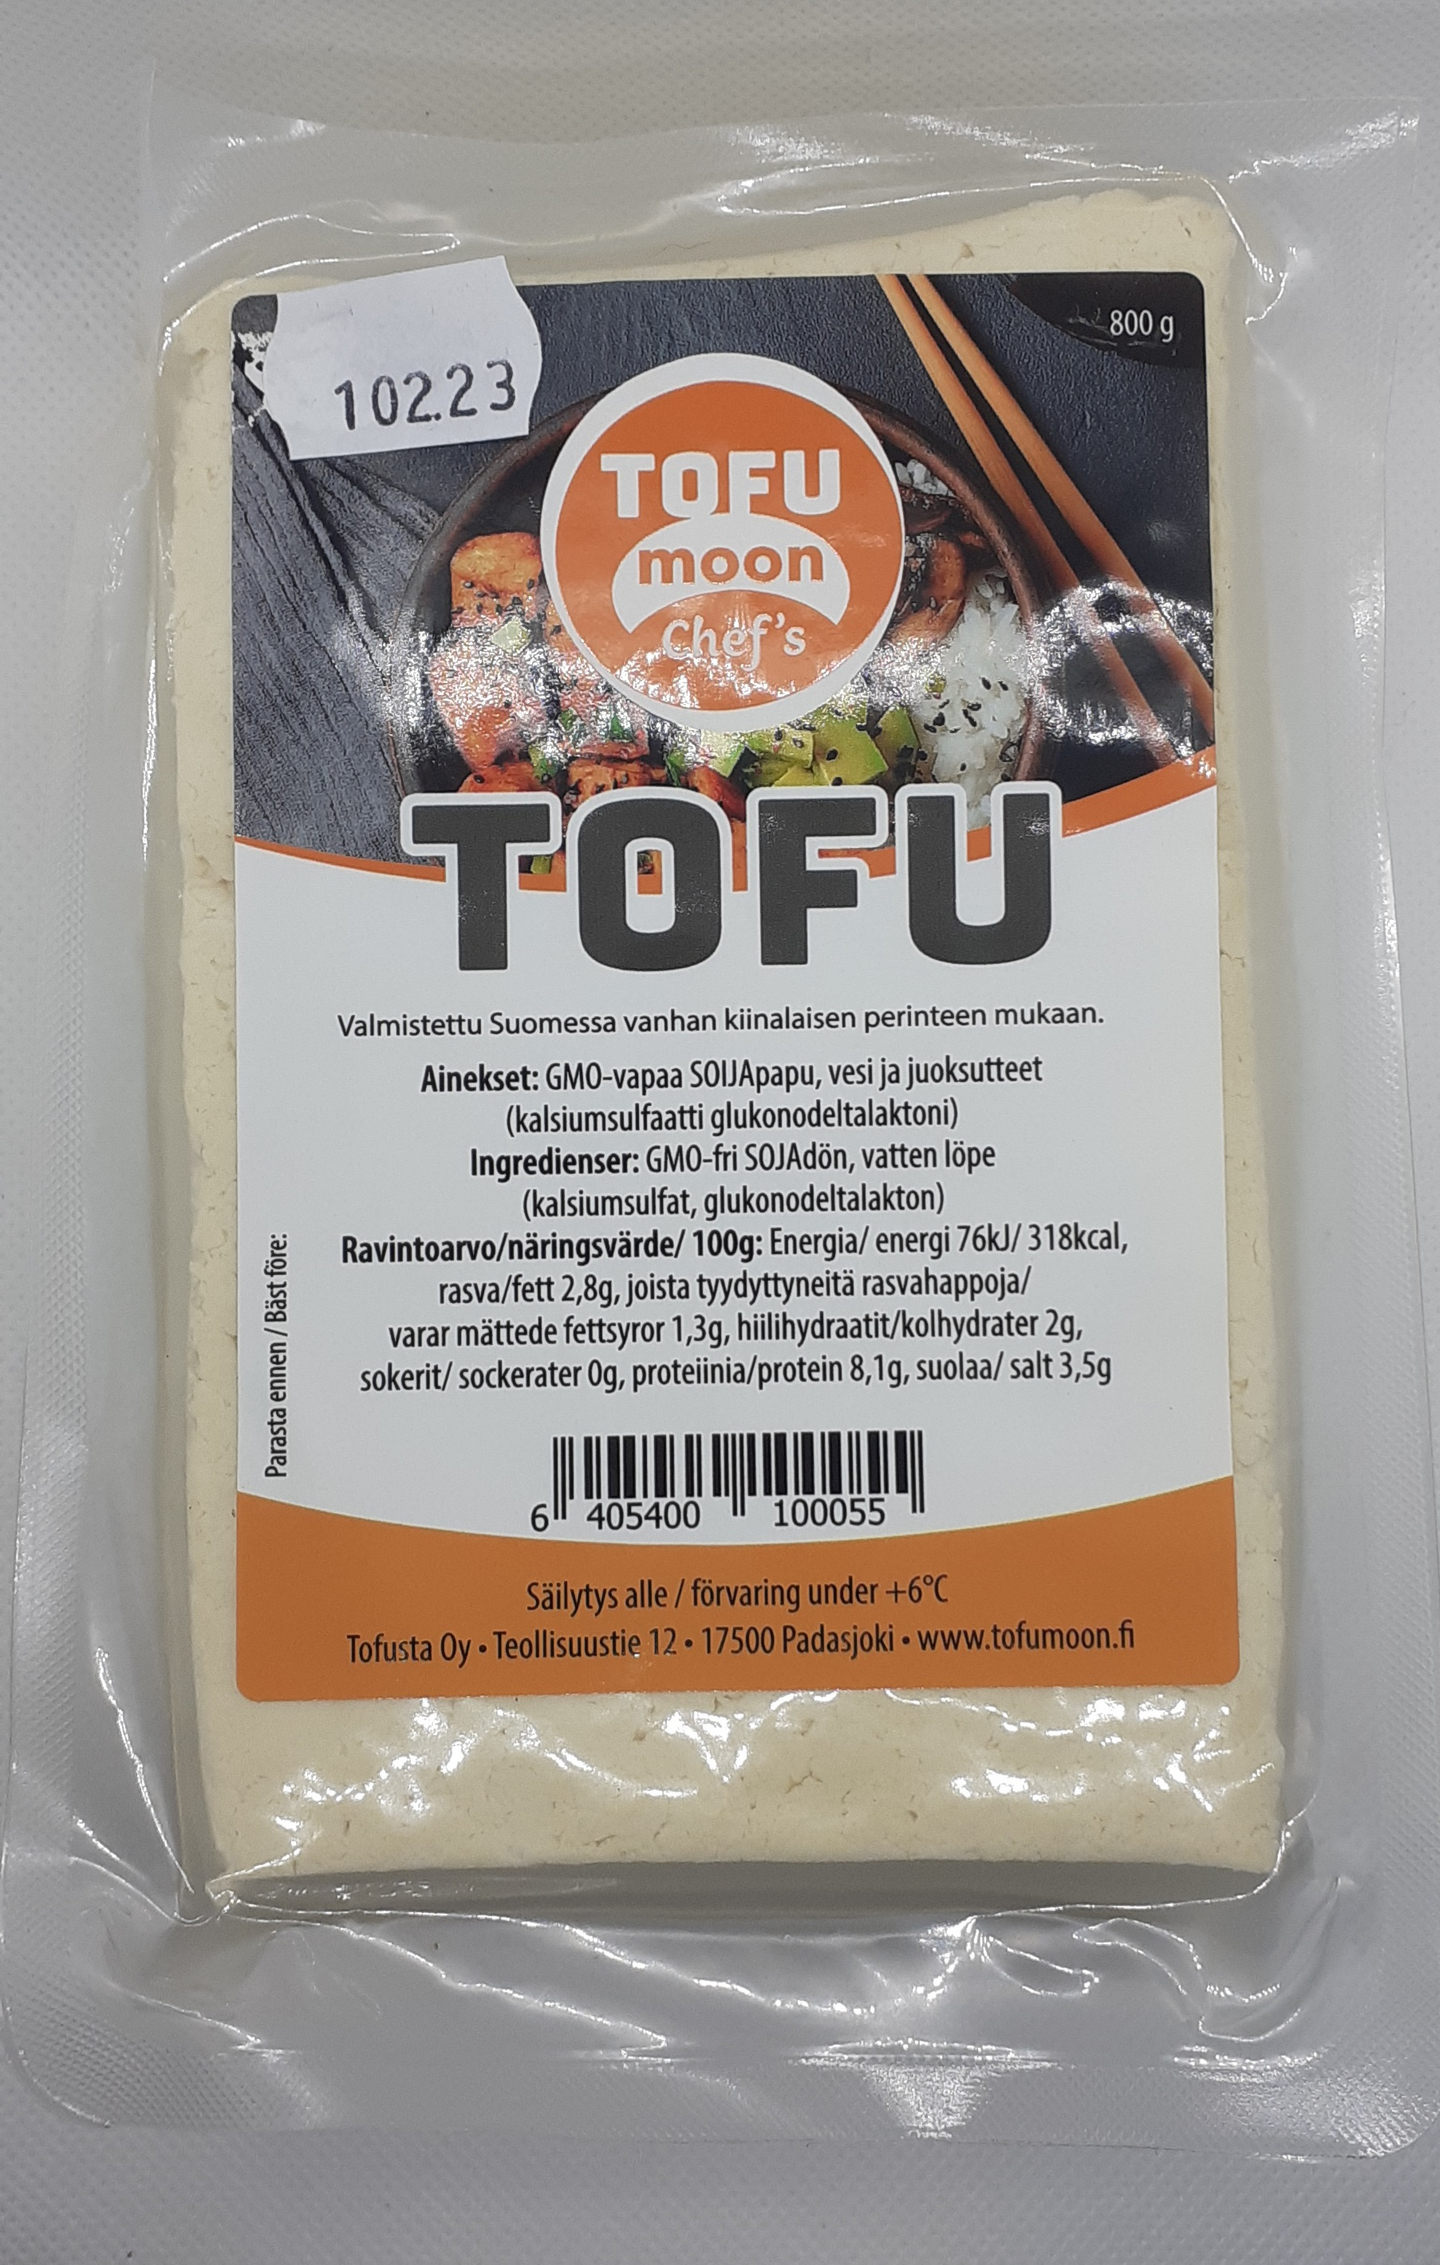 800 g
102.23
TOFU
moon
Chef's
TOFU
Valmistettu Suomessa vanhan kiinalaisen perinteen mukaan.
Ainekset: GMO-vapaa SOIJApapu, vesi ja juoksutteet
(kalsiumsulfaatti glukonodeltalaktoni)
Ingredienser: GMO-fri SOJAdön, vatten löpe
(kalsiumsulfat, glukonodeltalakton)
Ravintoarvo/näringsvärde/ 100g: Energia/ energi 76kJ/ 318kcal,
rasva/fett 2,8g, joista tyydyttyneitä rasvahappoja/
varar mättede fettsyror 1,3g, hiilihydraatit/kolhydrater 2g,
sokerit/ sockerater 0g, proteiinia/protein 8,1g, suolaa/ salt 3,5g
Parasta ennen / Bäst före:
6 405400 100055
Säilytys alle / förvaring under +6°C
Tofusta Oy • Teollisuustie 12 • 17500 Padasjoki • www.tofumoon.fi